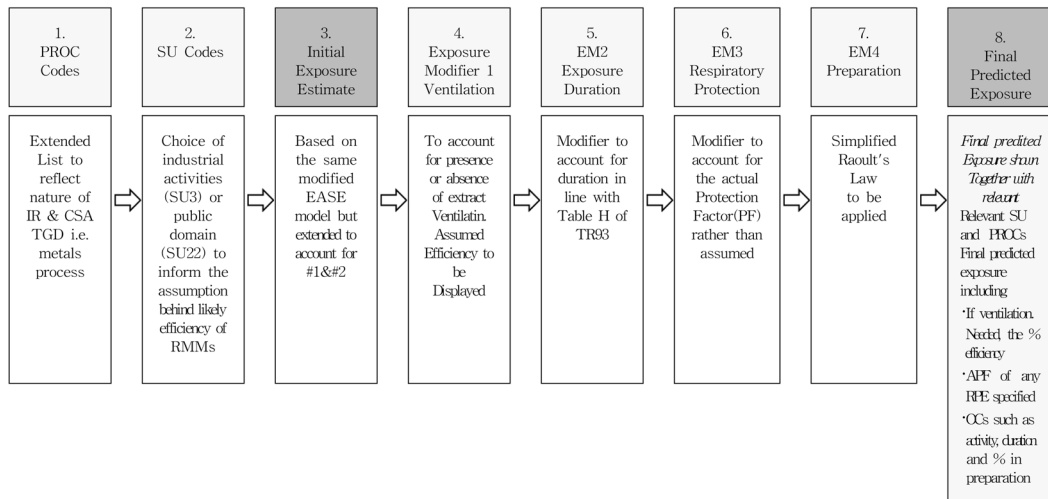 1.
PROC
Codes
2.
SU Codes
3.
Initial
Exposure
Estimate
4.
Exposure
Modifier 1
Ventilation
5.
EM2
Exposure
Duration
6.
EM3
Respiratory
Protection
7.
EM4
Preparation
8.
Final
Predicted
Exposure
Extended
List to
reflect
nature of
IR & CSA
TGD i.e.
metals
process
Choice of
industrial
activities
(SU3) or
public
domain
(SU22) to
inform the
assumption
behind likely
efficiency of
RMMs
Based on
the same
modified
EASE
model but
extended to
account for
#1&#2
To account
for presence
or absence
of extract
Ventilatin.
Assumed
Efficiency to
be
Displayed
Modifier to
account for
duration in
line with
Table H of
TR93
Modifier to
account for
the actual
Protection
Factor(PF)
rather than
assumed
Simplified
Raoult's
Law
to be
applied
Final predited
Exposure shuwn
Together with
relevant
Relevant SU
and PROCs
Final predicted
exposure
including:
·If ventilation.
Needed, the %
efficiency
·APF of any
RPE specified
·OCs such as
activity, duration
and % in
preparation